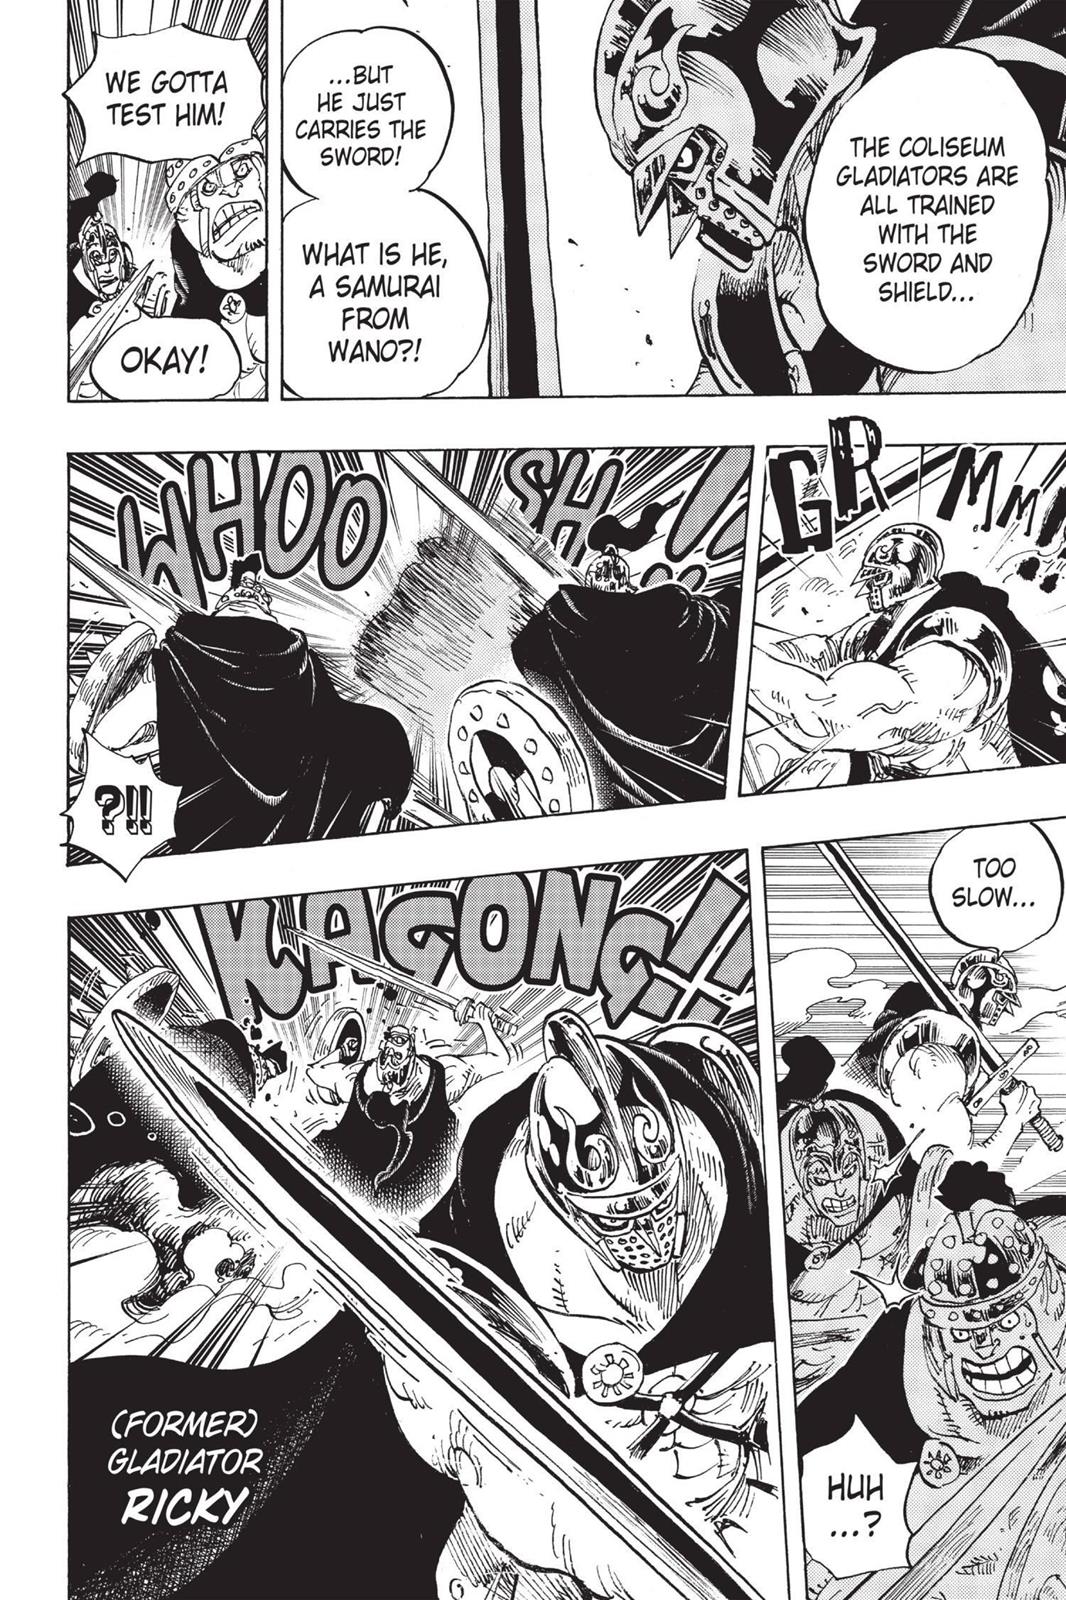 THE COLISEUM
GLADIATORS ARE
ALL TRAINED
WITH THE
SWORD AND
SHIELD...
...BUT
HE JUST
CARRIES THE
SWORD!
WHAT IS HE,
A SAMURAI
FROM
WANO?!
WE GOTTA
TEST HIM!
OKAY!
GRMMM
WHOOSH!!
?!!
TOO
SLOW...
HUH
...?
KAGONG!!
(FORMER)
GLADIATOR
RICKY